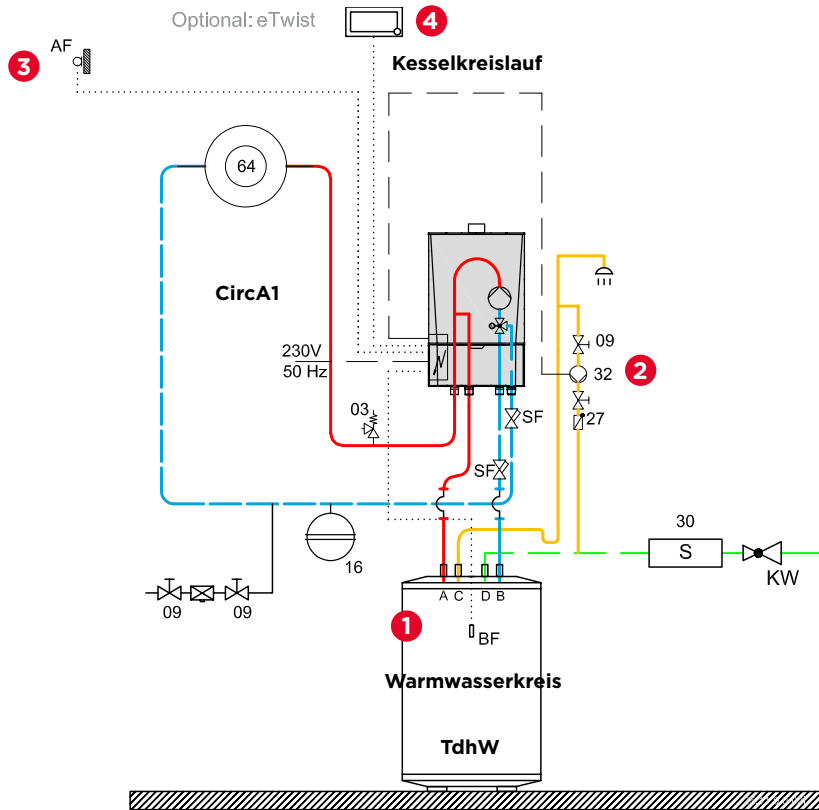 Optional: eTwist
4
AF
3
Kesselkreislauf
64
CircA1
230V
50 Hz
09
32
2
03
27
SF
SF
30
S
16
KW
09
09
A
C
D
B
1
BF
Warmwasserkreis
TdhW